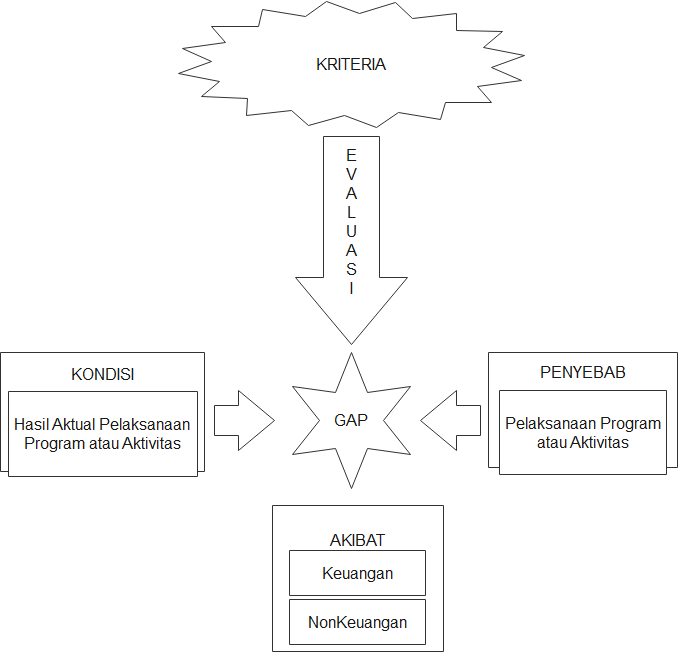 KRITERIA
E
V
A
L
U
A
S
I
KONDISI
Hasil Aktual Pelaksanaan
Program atau Aktivitas
GAP
PENYEBAB
Pelaksanaan Program
atau Aktivitas
AKIBAT
Keuangan
NonKeuangan